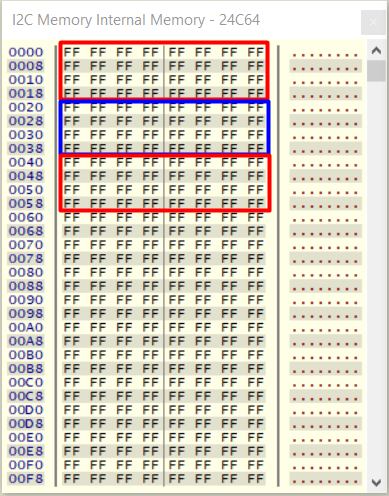 I2C Memory Internal Memory - 24C64
0000 FF FF FF FF FF FF FF FF ........
0008 FF FF FF FF FF FF FF FF ........
0010 FF FF FF FF FF FF FF FF ........
0018 FF FF FF FF FF FF FF FF ........
0020 FF FF FF FF FF FF FF FF ........
0028 FF FF FF FF FF FF FF FF ........
0030 FF FF FF FF FF FF FF FF ........
0038 FF FF FF FF FF FF FF FF ........
0040 FF FF FF FF FF FF FF FF ........
0048 FF FF FF FF FF FF FF FF ........
0050 FF FF FF FF FF FF FF FF ........
0058 FF FF FF FF FF FF FF FF ........
0060 FF FF FF FF FF FF FF FF ........
0068 FF FF FF FF FF FF FF FF ........
0070 FF FF FF FF FF FF FF FF ........
0078 FF FF FF FF FF FF FF FF ........
0080 FF FF FF FF FF FF FF FF ........
0088 FF FF FF FF FF FF FF FF ........
0090 FF FF FF FF FF FF FF FF ........
0098 FF FF FF FF FF FF FF FF ........
00A0 FF FF FF FF FF FF FF FF ........
00A8 FF FF FF FF FF FF FF FF ........
00B0 FF FF FF FF FF FF FF FF ........
00B8 FF FF FF FF FF FF FF FF ........
00C0 FF FF FF FF FF FF FF FF ........
00C8 FF FF FF FF FF FF FF FF ........
00D0 FF FF FF FF FF FF FF FF ........
00D8 FF FF FF FF FF FF FF FF ........
00E0 FF FF FF FF FF FF FF FF ........
00E8 FF FF FF FF FF FF FF FF ........
00F0 FF FF FF FF FF FF FF FF ........
00F8 FF FF FF FF FF FF FF FF ........